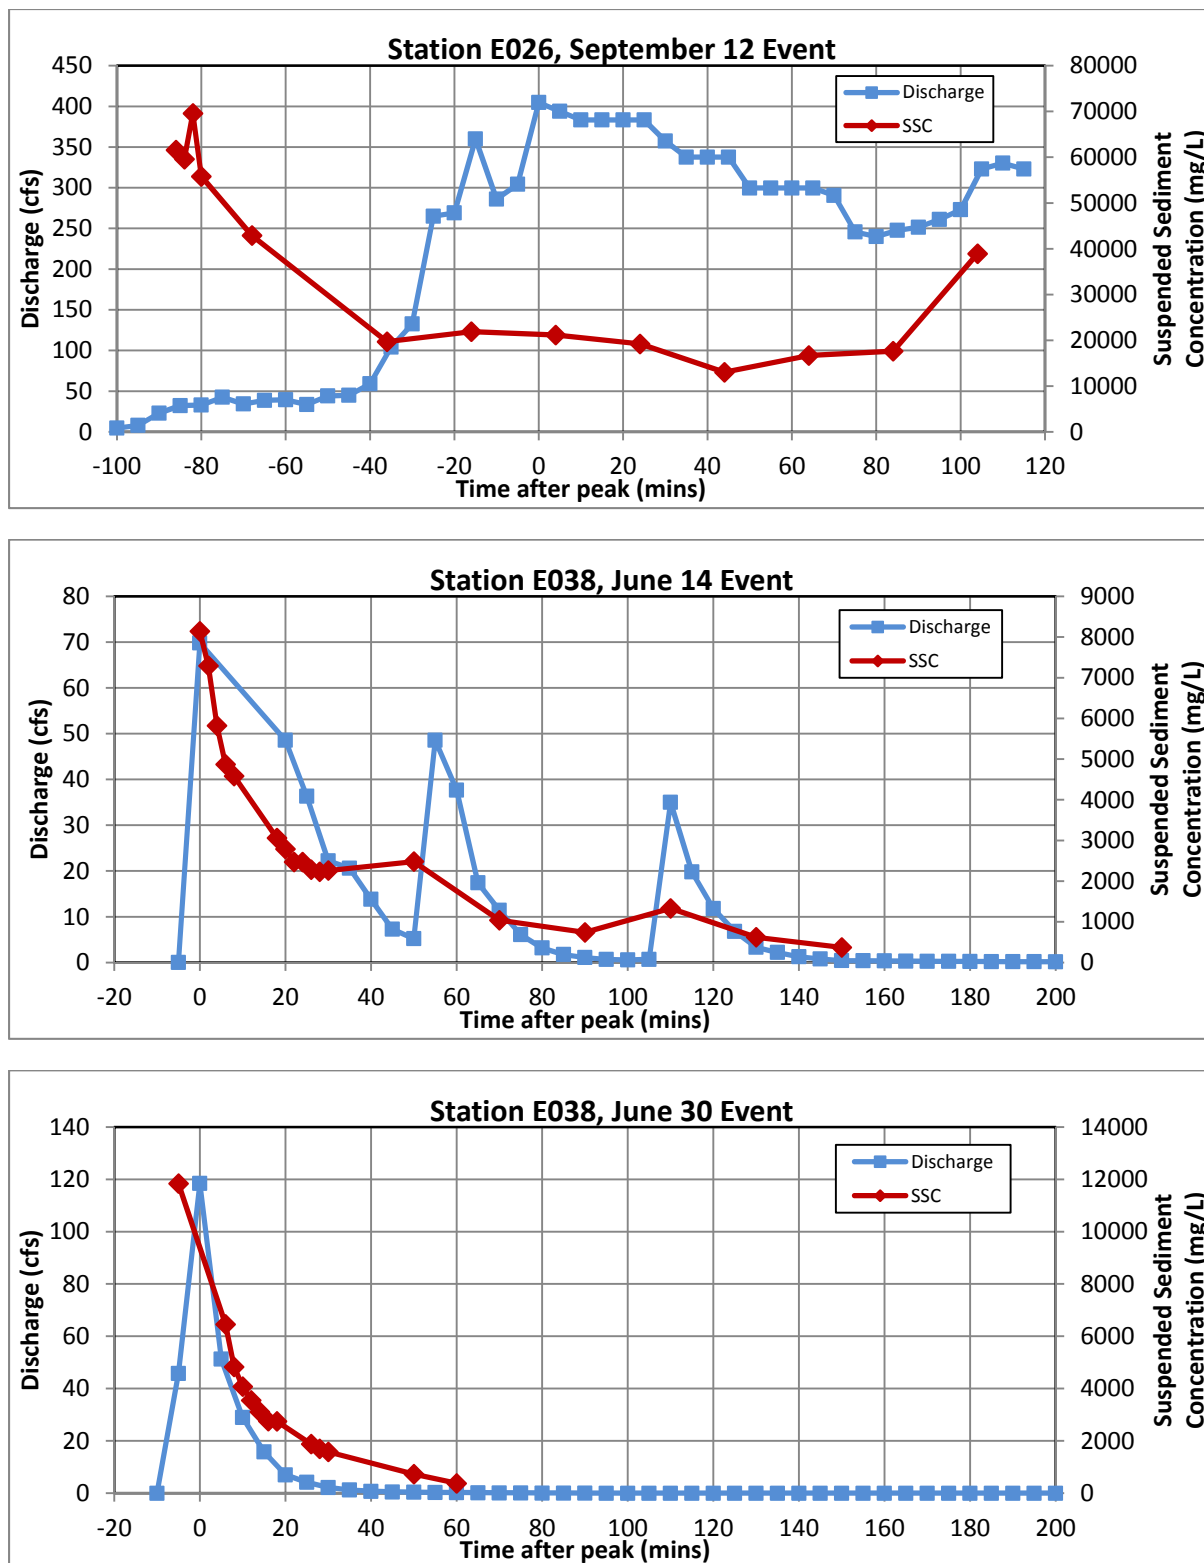 Station E026, September 12 Event
450
400
350
300
250
200
150
100
50
0
Discharge (cfs)
80000
70000
60000
50000
40000
30000
20000
10000
0
Suspended Sediment
Concentration (mg/L)
Discharge
SSC
-100 -80 -60 -40 -20 0 20 40 60 80 100 120
Time after peak (mins)
Station E038, June 14 Event
80
70
60
50
40
30
20
10
0
Discharge (cfs)
9000
8000
7000
6000
5000
4000
3000
2000
1000
0
Suspended Sediment
Concentration (mg/L)
Discharge
SSC
-20 0 20 40 60 80 100 120 140 160 180 200
Time after peak (mins)
Station E038, June 30 Event
140
120
100
80
60
40
20
0
Discharge (cfs)
14000
12000
10000
8000
6000
4000
2000
0
Suspended Sediment
Concentration (mg/L)
Discharge
SSC
-20 0 20 40 60 80 100 120 140 160 180 200
Time after peak (mins)